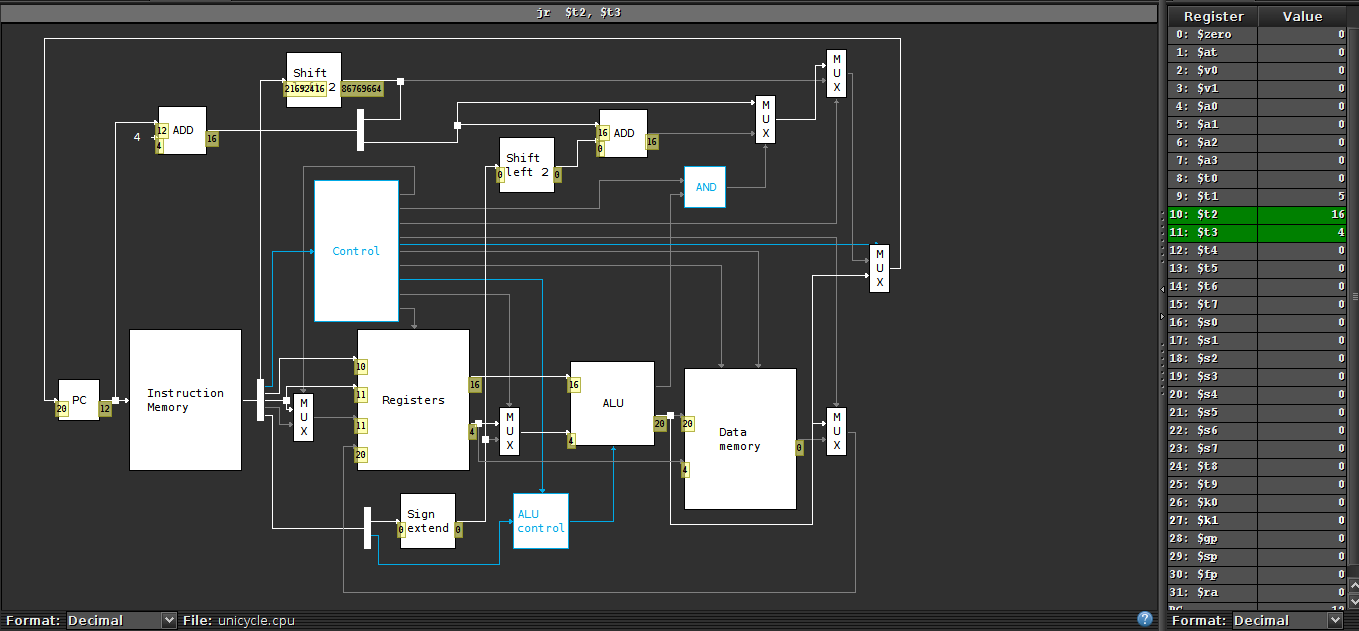 jr $t2, $t3
Shift
21692416 2
86769664
12
4
4
ADD
16
MUX
MUX
16
0
ADD
16
Shift
left 2
0
0
AND
Control
MUX
20
PC
12
Instruction
Memory
MUX
10
11
11
20
Registers
16
4
MUX
16
4
ALU
20
20
4
Data
memory
0
MUX
Sign
extend
0
0
ALU
control
Format: Decimal
File: unicycle.cpu
?
Register Value
0: $zero 0
1: $at 0
2: $v0 0
3: $v1 0
4: $a0 0
5: $a1 0
6: $a2 0
7: $a3 0
8: $t0 0
9: $t1 5
10: $t2 16
11: $t3 4
12: $t4 0
13: $t5 0
14: $t6 0
15: $t7 0
16: $s0 0
17: $s1 0
18: $s2 0
19: $s3 0
20: $s4 0
21: $s5 0
22: $s6 0
23: $s7 0
24: $t8 0
25: $t9 0
26: $k0 0
27: $k1 0
28: $gp 0
29: $sp 0
30: $fp 0
31: $ra 0
PC 12
Format: Decimal